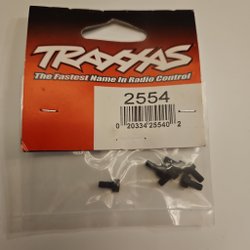 TRAXXAS
The Fastest Name In Radio Control
2554
0 20334 25540 2